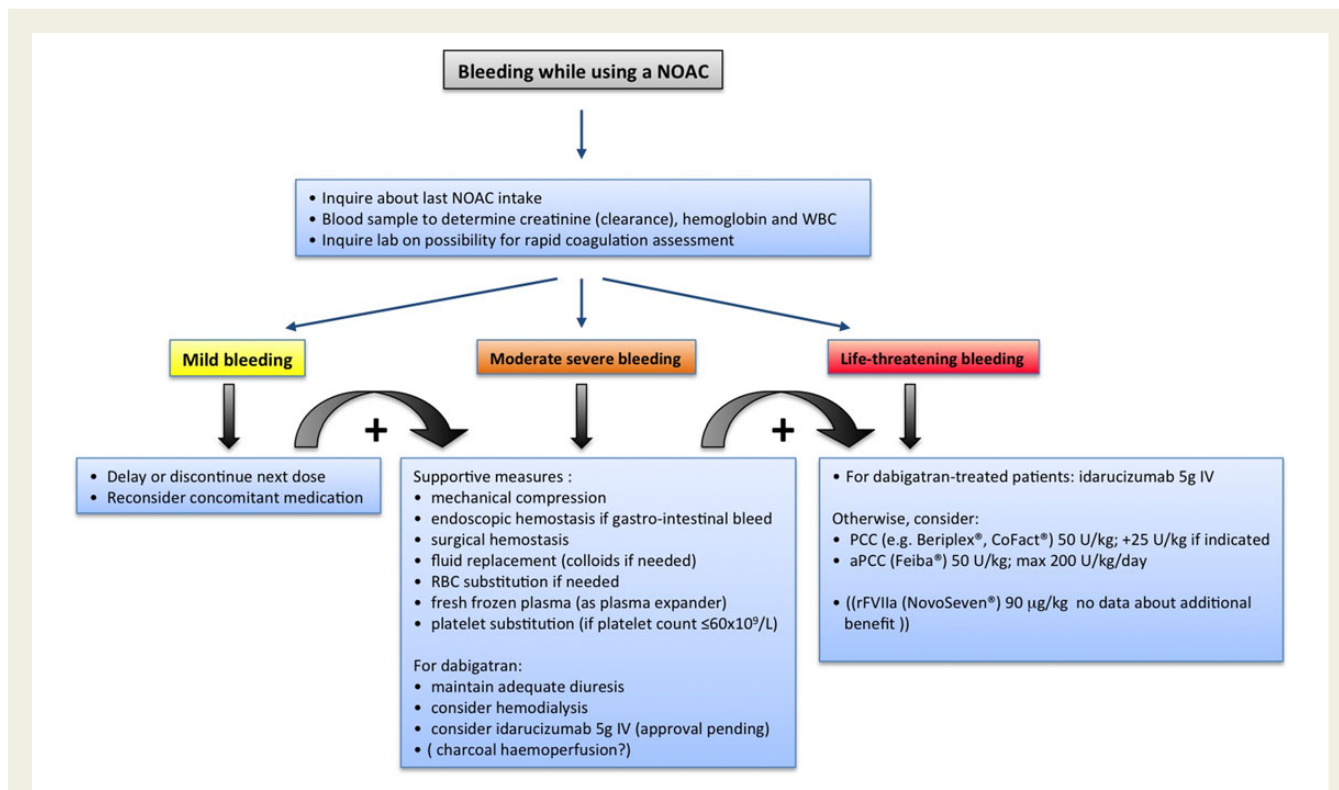 Bleeding while using a NOAC
• Inquire about last NOAC intake
• Blood sample to determine creatinine (clearance), hemoglobin and WBC
• Inquire lab on possibility for rapid coagulation assessment
Mild bleeding
Moderate severe bleeding
Life-threatening bleeding
+
+
• Delay or discontinue next dose
• Reconsider concomitant medication
Supportive measures :
• mechanical compression
• endoscopic hemostasis if gastro-intestinal bleed
• surgical hemostasis
• fluid replacement (colloids if needed)
• RBC substitution if needed
• fresh frozen plasma (as plasma expander)
• platelet substitution (if platelet count ≤60x10⁹/L)
For dabigatran:
• maintain adequate diuresis
• consider hemodialysis
• consider idarucizumab 5g IV (approval pending)
• ( charcoal haemoperfusion?)
• For dabigatran-treated patients: idarucizumab 5g IV
Otherwise, consider:
• PCC (e.g. Beriplex®, CoFact®) 50 U/kg; +25 U/kg if indicated
• aPCC (Feiba®) 50 U/kg; max 200 U/kg/day
• ((rFVIIa (NovoSeven®) 90 μg/kg no data about additional
benefit ))